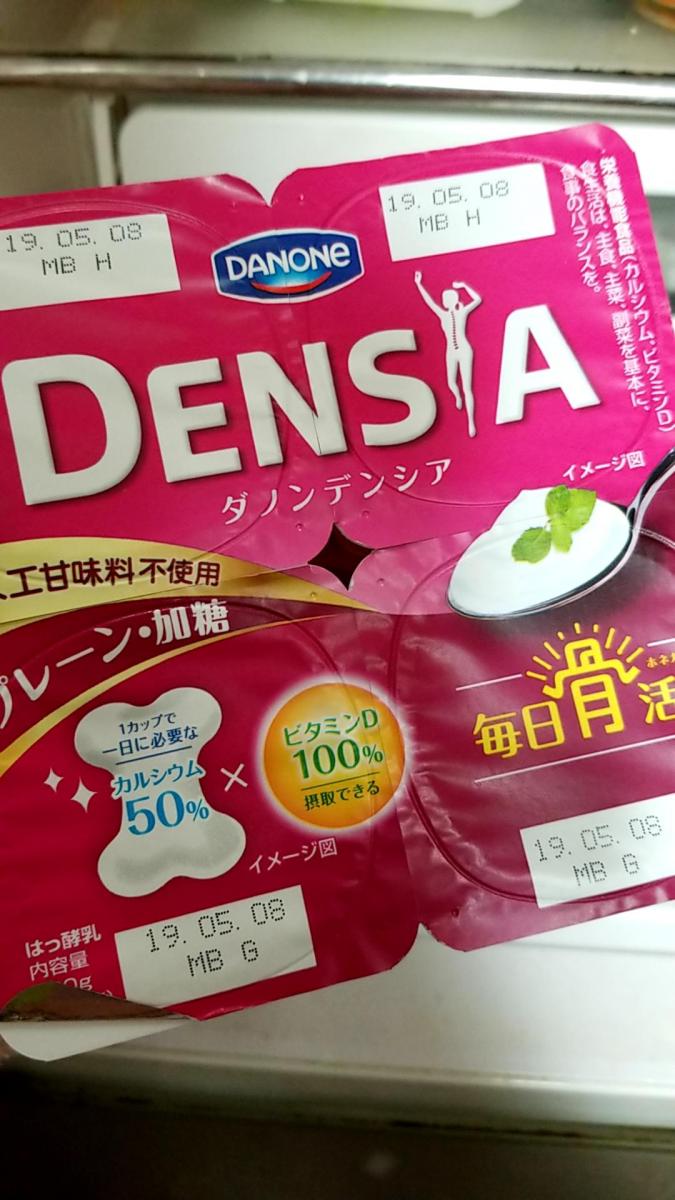 19.05.08
MB H
19.05.08
MB H
DANONE
DENSIA
ダノンデンシア
栄養機能食品(カルシウム、ビタミンD)
食生活は、主食、主菜、副菜を基本に、
食事のバランスを。
イメージ図
工甘味料不使用
プレーン・加糖
1カップで
一日に必要な
カルシウム
50%
×
ビタミンD
100%
摂取できる
イメージ図
毎日骨活
ホネ
19.05.08
MB G
19.05.08
MB G
はっ酵乳
内容量
0g